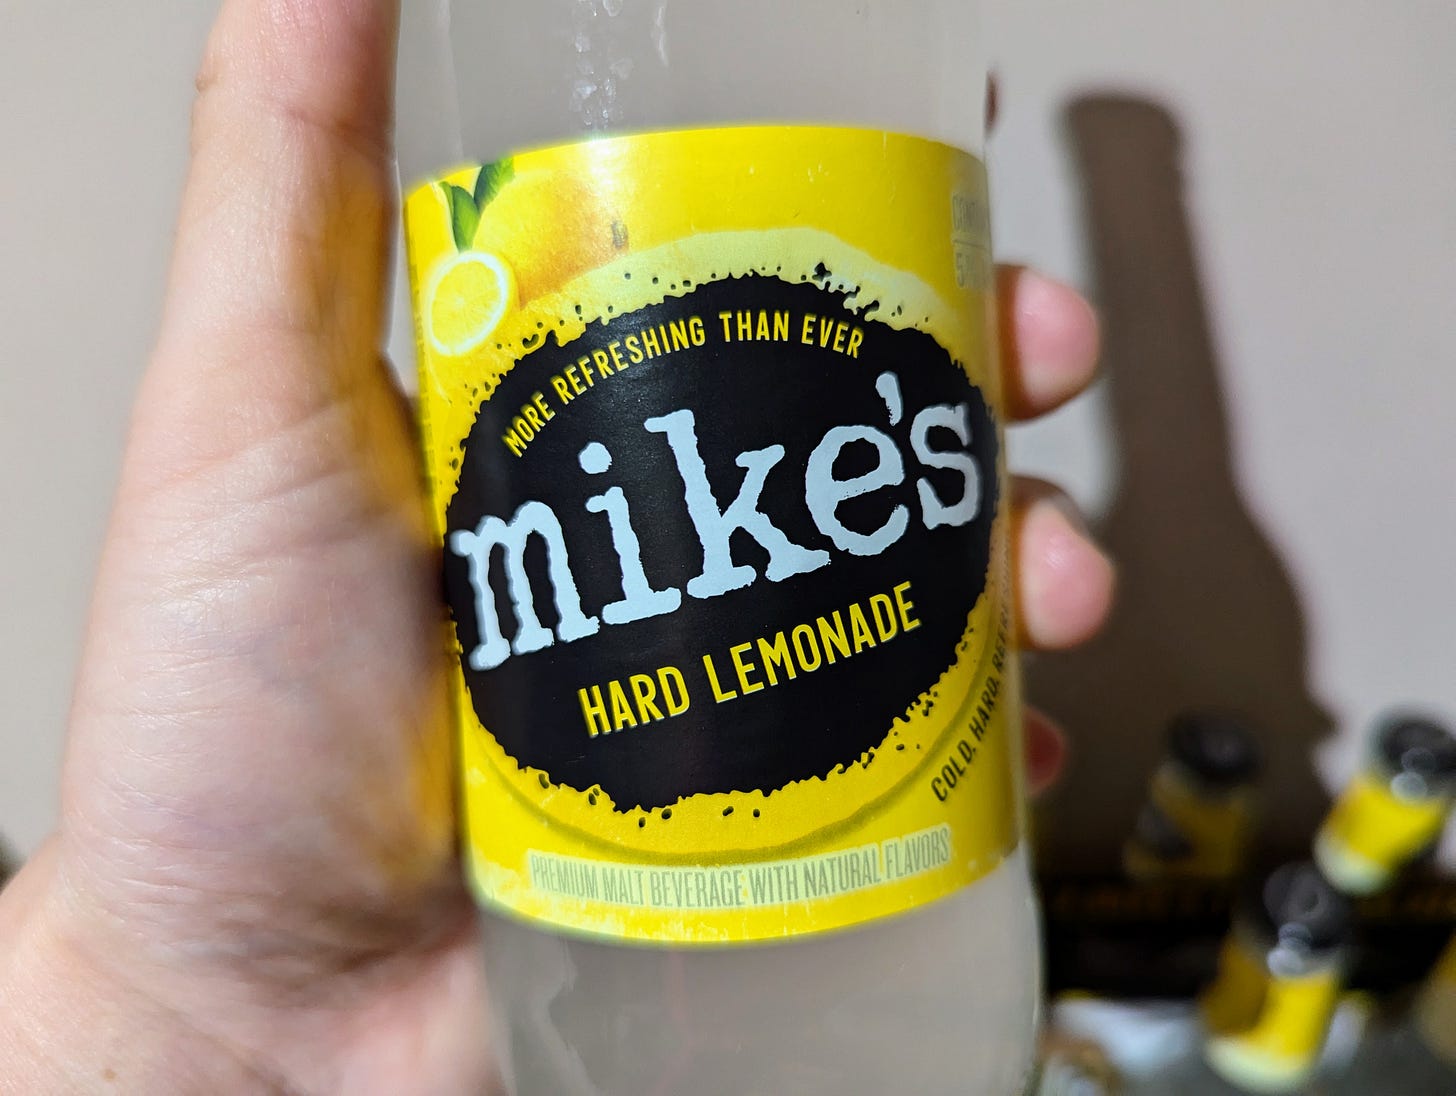 MORE REFRESHING THAN EVER
mike's
HARD LEMONADE
COLD. HARD.
PREMIUM MALT BEVERAGE WITH NATURAL FLAVORS